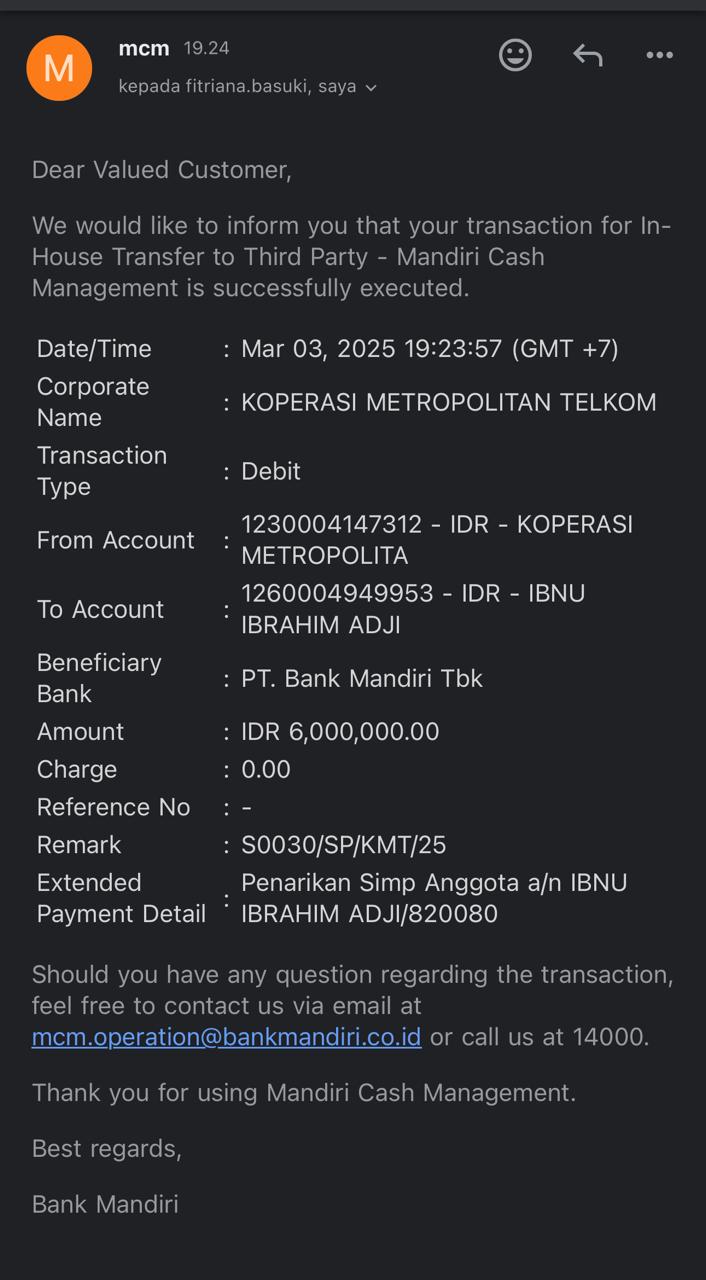 M
mcm 19.24
kepada fitriana.basuki, saya
Dear Valued Customer,
We would like to inform you that your transaction for In-
House Transfer to Third Party - Mandiri Cash
Management is successfully executed.
Date/Time : Mar 03, 2025 19:23:57 (GMT +7)
Corporate
Name : KOPERASI METROPOLITAN TELKOM
Transaction
Type : Debit
From Account : 1230004147312 - IDR - KOPERASI
METROPOLITA
To Account : 1260004949953 - IDR - IBNU
IBRAHIM ADJI
Beneficiary
Bank : PT. Bank Mandiri Tbk
Amount : IDR 6,000,000.00
Charge : 0.00
Reference No : -
Remark : S0030/SP/KMT/25
Extended
Payment Detail : Penarikan Simp Anggota a/n IBNU
IBRAHIM ADJI/820080
Should you have any question regarding the transaction,
feel free to contact us via email at
mcm.operation@bankmandiri.co.id or call us at 14000.
Thank you for using Mandiri Cash Management.
Best regards,
Bank Mandiri